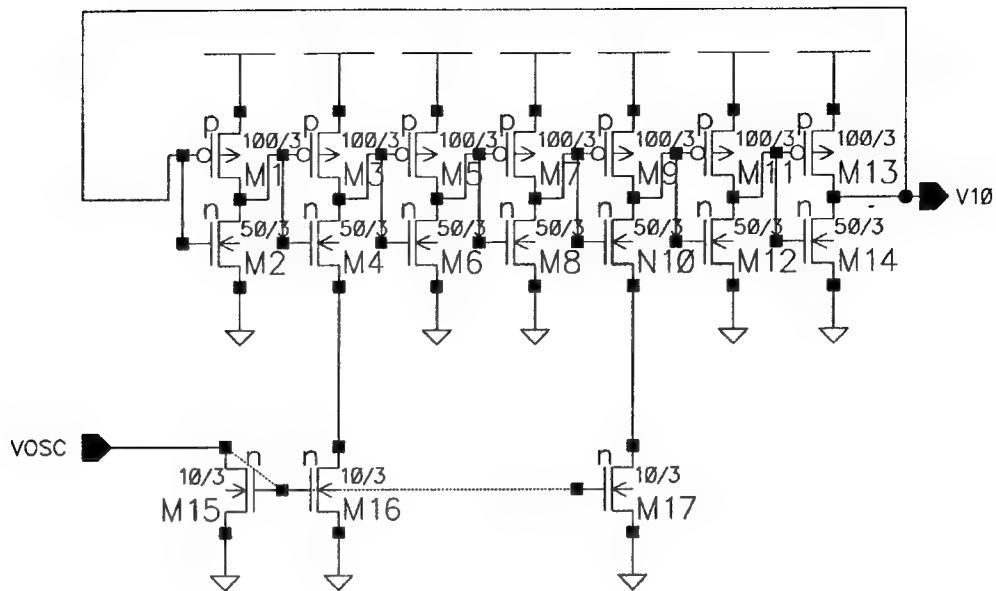 p p p p p p p
100/3 100/3 100/3 100/3 100/3 100/3 100/3
M1 M3 M5 M7 M9 M11 M13
V10
n n n n n n n
50/3 50/3 50/3 50/3 50/3 50/3 50/3
M2 M4 M6 M8 N10 M12 M14
VOSC
n n n
10/3 10/3 10/3
M15 M16 M17